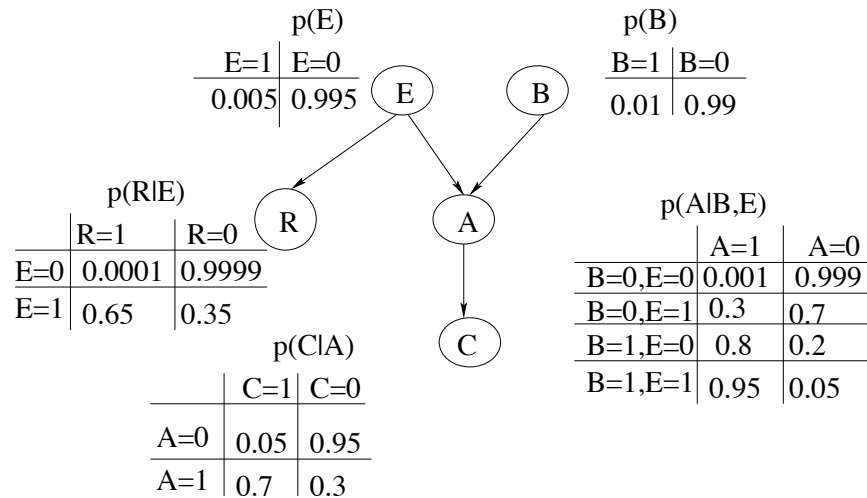 p(E)
E=1 E=0
0.005 0.995
E
B
p(B)
B=1 B=0
0.01 0.99
p(R|E)
R=1 R=0
E=0 0.0001 0.9999
E=1 0.65 0.35
R
A
p(A|B,E)
A=1 A=0
B=0,E=0 0.001 0.999
B=0,E=1 0.3 0.7
B=1,E=0 0.8 0.2
B=1,E=1 0.95 0.05
C
p(C|A)
C=1 C=0
A=0 0.05 0.95
A=1 0.7 0.3